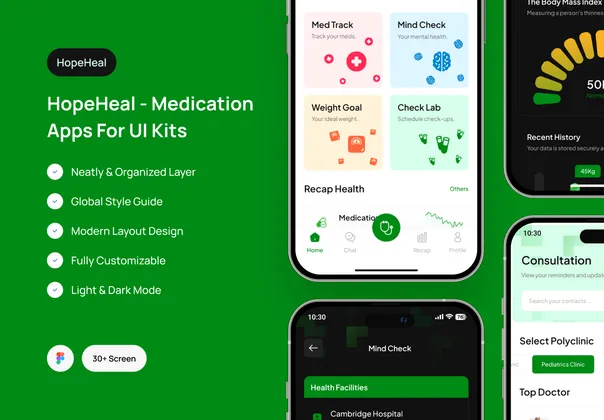 HopeHeal
HopeHeal - Medication
Apps For UI Kits
Neatly & Organized Layer
Global Style Guide
Modern Layout Design
Fully Customizable
Light & Dark Mode
30+ Screen
Med Track
Track your meds.
Mind Check
Your mental health.
Weight Goal
Your ideal weight.
Check Lab
Schedule check-ups.
Recap Health
Others
Medication
Home
Chat
Recap
Profile
10:30
Mind Check
Health Facilities
Cambridge Hospital
The Body Mass Index
Measuring a person's thinness
Recent History
Your data is stored securely a
45Kg
10:30
Consultation
View your reminders and update
Search your contacts ...
Select Polyclinic
Pediatrics Clinic
Top Doctor